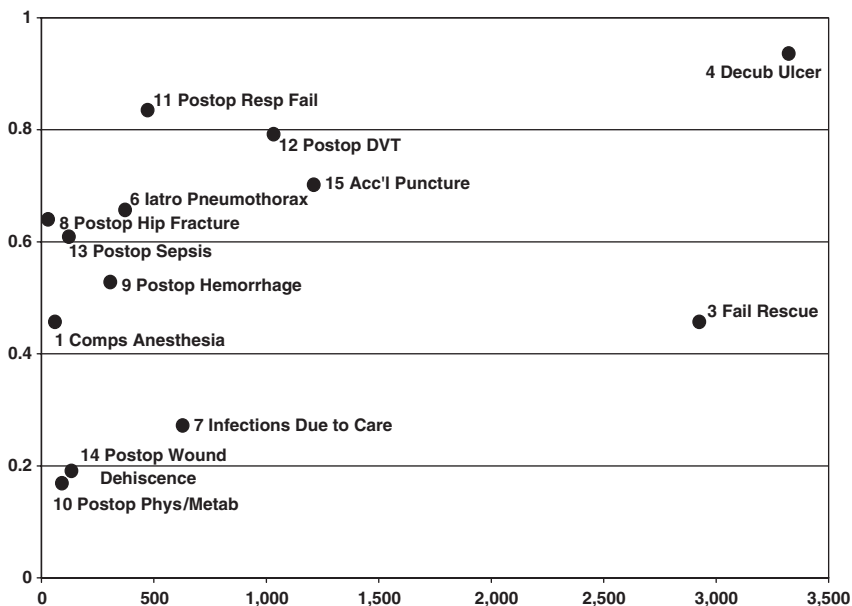 1
4 Decub Ulcer
11 Postop Resp Fail
0.8
12 Postop DVT
15 Acc'l Puncture
6 Iatro Pneumothorax
8 Postop Hip Fracture
0.6
13 Postop Sepsis
9 Postop Hemorrhage
3 Fail Rescue
1 Comps Anesthesia
0.4
7 Infections Due to Care
14 Postop Wound
Dehiscence
0.2
10 Postop Phys/Metab
0
0 500 1,000 1,500 2,000 2,500 3,000 3,500